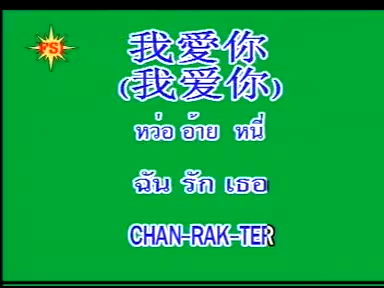 PSI
我愛你
(我爱你)
หว่อ อ้าย หนี่
ฉัน รัก เธอ
CHAN-RAK-TER